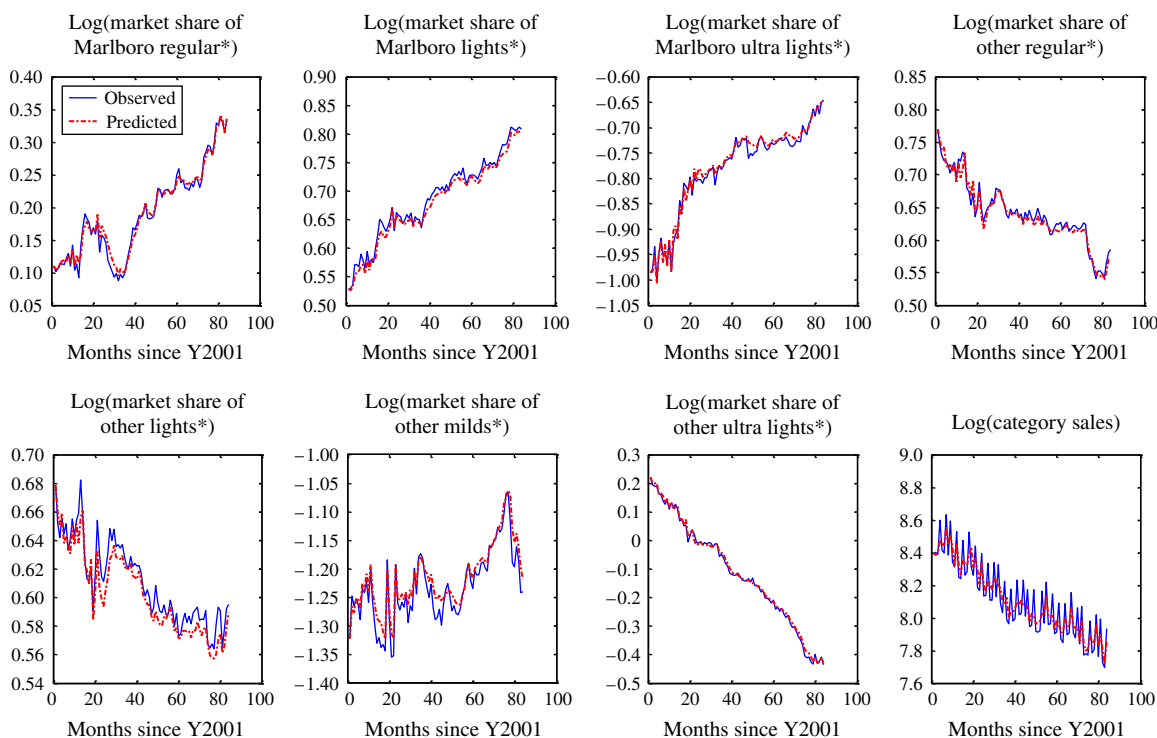 Log(market share of
Marlboro regular*)
Log(market share of
Marlboro lights*)
Log(market share of
Marlboro ultra lights*)
Log(market share of
other regular*)
0.40
0.35
0.30
0.25
0.20
0.15
0.10
0.05
Observed
Predicted
0 20 40 60 80 100
Months since Y2001
0.90
0.85
0.80
0.75
0.70
0.65
0.60
0.55
0.50
0 20 40 60 80 100
Months since Y2001
−0.60
−0.65
−0.70
−0.75
−0.80
−0.85
−0.90
−0.95
−1.00
−1.05
0 20 40 60 80 100
Months since Y2001
0.85
0.80
0.75
0.70
0.65
0.60
0.55
0.50
0 20 40 60 80 100
Months since Y2001
Log(market share of
other lights*)
Log(market share of
other milds*)
Log(market share of
other ultra lights*)
Log(category sales)
0.70
0.68
0.66
0.64
0.62
0.60
0.58
0.56
0.54
0 20 40 60 80 100
Months since Y2001
−1.00
−1.05
−1.10
−1.15
−1.20
−1.25
−1.30
−1.35
−1.40
0 20 40 60 80 100
Months since Y2001
0.3
0.2
0.1
0
−0.1
−0.2
−0.3
−0.4
−0.5
0 20 40 60 80 100
Months since Y2001
9.0
8.8
8.6
8.4
8.2
8.0
7.8
7.6
0 20 40 60 80 100
Months since Y2001